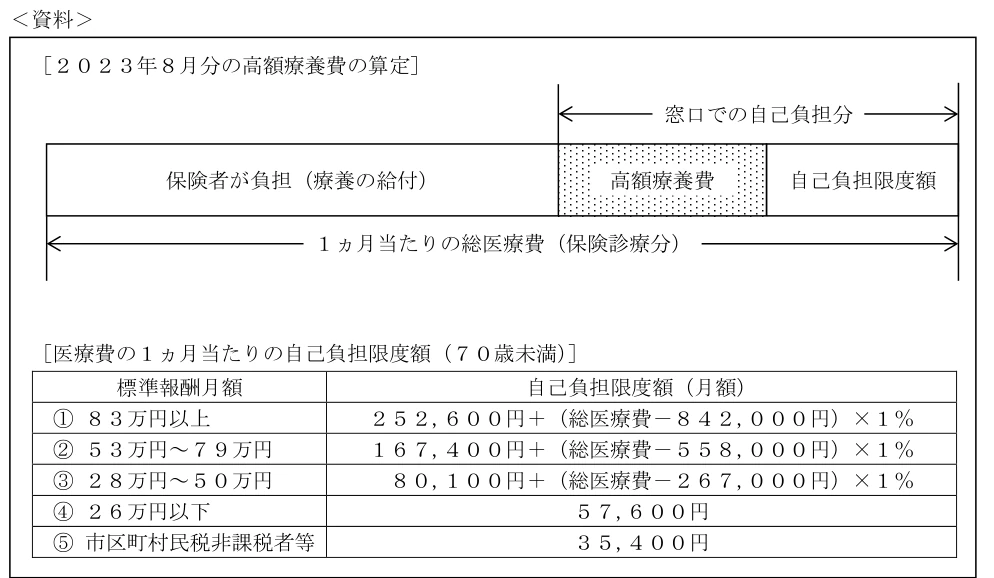 ＜資料＞
［２０２３年８月分の高額療養費の算定］
窓口での自己負担分
保険者が負担（療養の給付）
高額療養費
自己負担限度額
１ヵ月当たりの総医療費（保険診療分）
［医療費の１ヵ月当たりの自己負担限度額（７０歳未満）］
標準報酬月額 自己負担限度額（月額）
① ８３万円以上 ２５２，６００円＋（総医療費－８４２，０００円）×１％
② ５３万円～７９万円 １６７，４００円＋（総医療費－５５８，０００円）×１％
③ ２８万円～５０万円 ８０，１００円＋（総医療費－２６７，０００円）×１％
④ ２６万円以下 ５７，６００円
⑤ 市区町村民税非課税者等 ３５，４００円